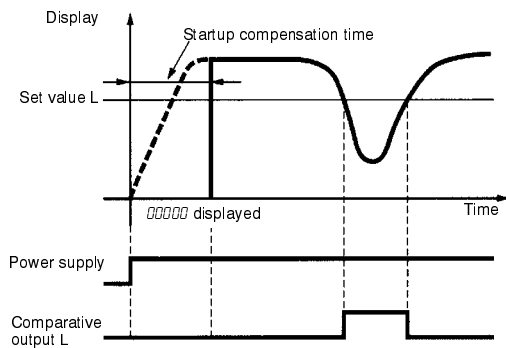 Display
Startup compensation time
Set value L
00000 displayed
Time
Power supply
Comparative
output L